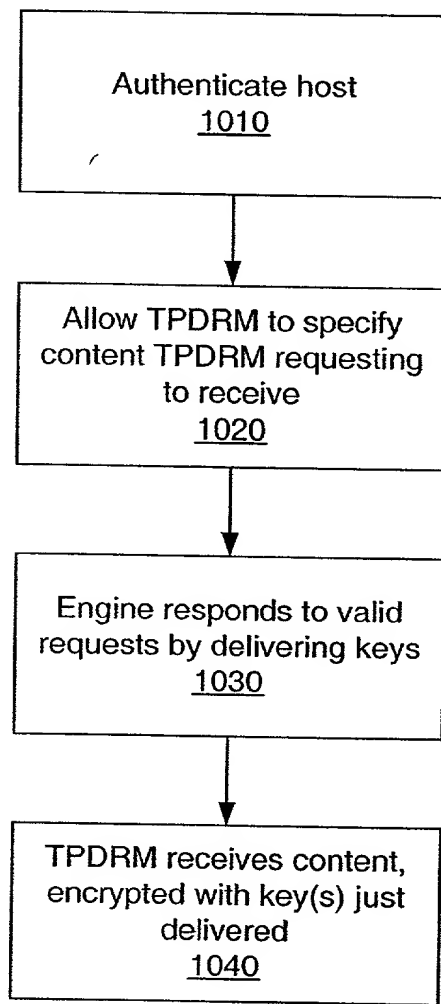 Authenticate host
1010
Allow TPDRM to specify
content TPDRM requesting
to receive
1020
Engine responds to valid
requests by delivering keys
1030
TPDRM receives content,
encrypted with key(s) just
delivered
1040